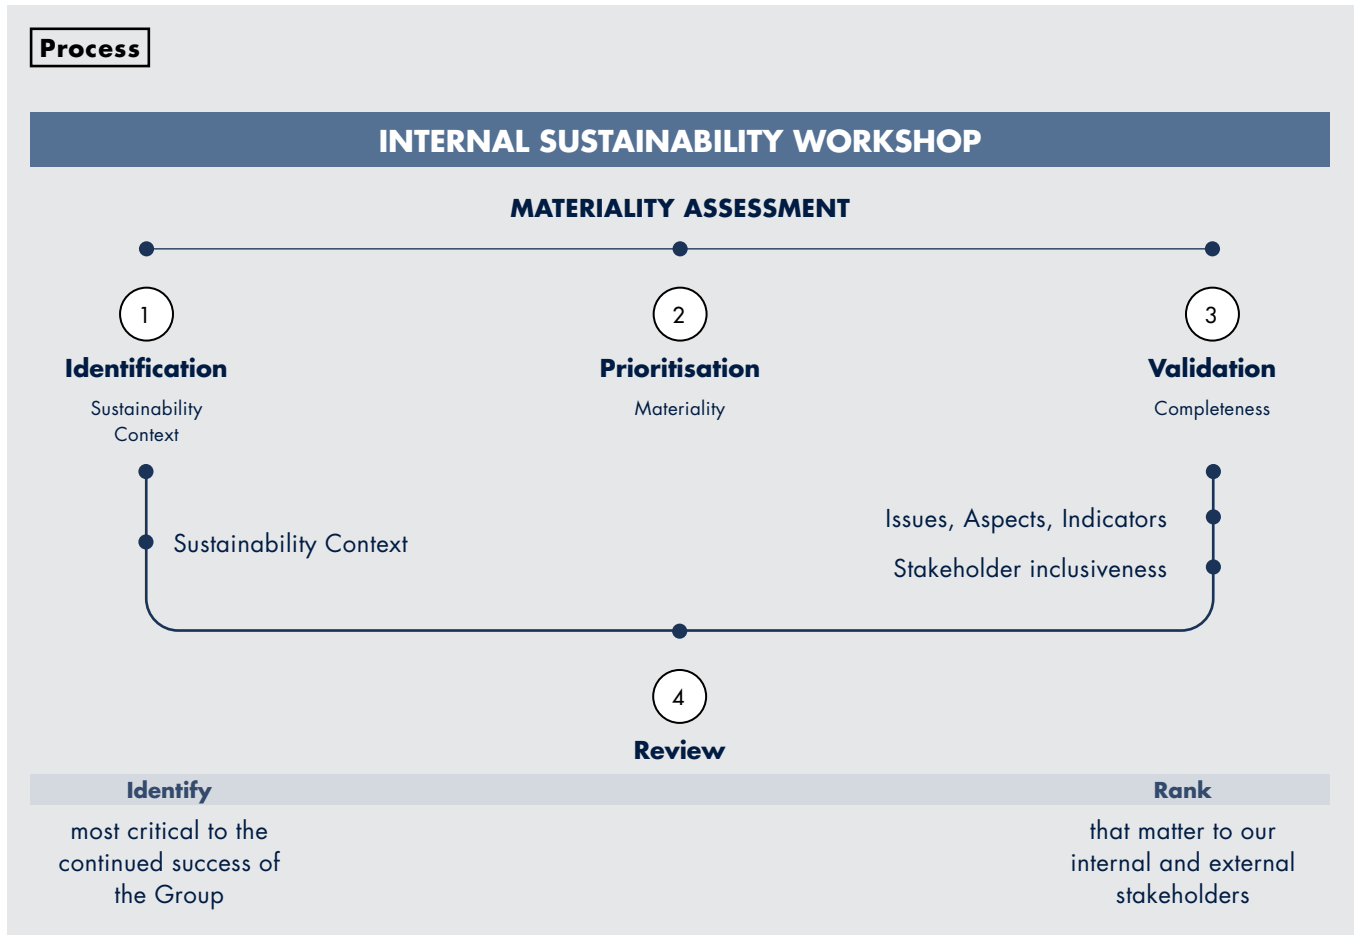 Process
INTERNAL SUSTAINABILITY WORKSHOP
MATERIALITY ASSESSMENT
1
Identification
Sustainability
Context
2
Prioritisation
Materiality
3
Validation
Completeness
Sustainability Context
Issues, Aspects, Indicators
Stakeholder inclusiveness
4
Review
Identify
most critical to the
continued success of
the Group
Rank
that matter to our
internal and external
stakeholders